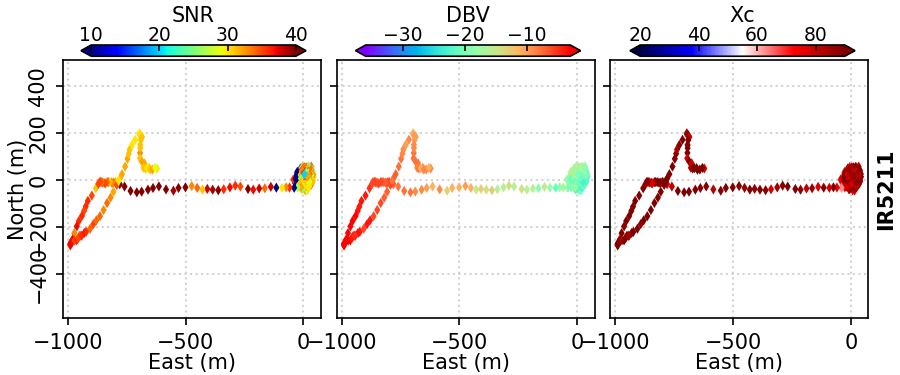 SNR DBV Xc
10 20 30 40 −30 −20 −10 20 40 60 80
400
200
0
−200
−400
North (m)
IR5211
−1000 −500 0 −1000 −500 0 −1000 −500 0
East (m) East (m) East (m)